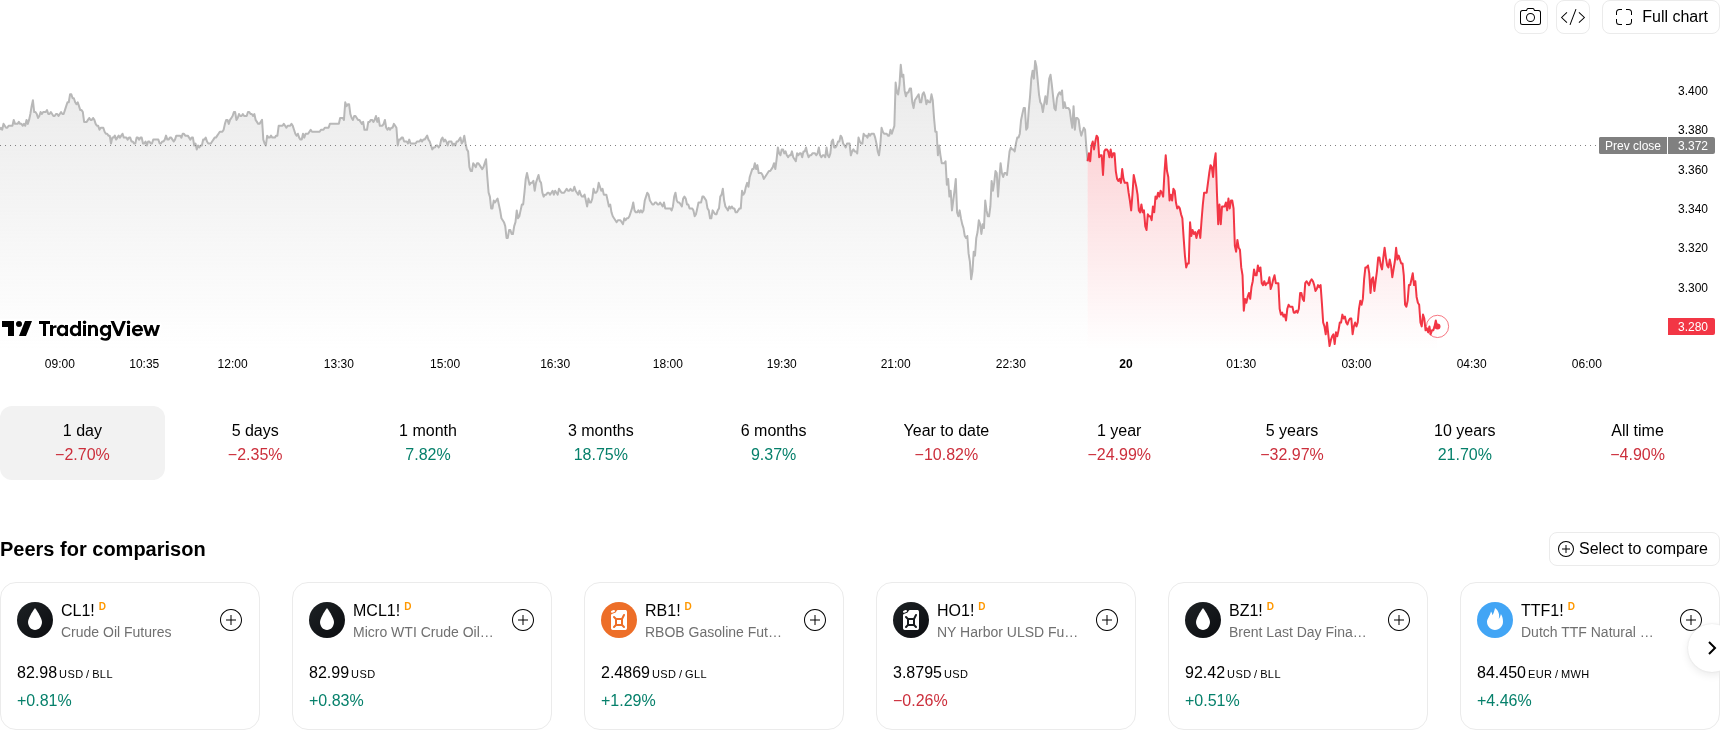 Full chart
3.400
3.380
Prev close 3.372
3.360
3.340
3.320
3.300
3.280
TradingView
09:00 10:35 12:00 13:30 15:00 16:30 18:00 19:30 21:00 22:30 20 01:30 03:00 04:30 06:00
1 day 5 days 1 month 3 months 6 months Year to date 1 year 5 years 10 years All time
−2.70% −2.35% 7.82% 18.75% 9.37% −10.82% −24.99% −32.97% 21.70% −4.90%
Peers for comparison
Select to compare
CL1! D
Crude Oil Futures
82.98 USD / BLL
+0.81%
MCL1! D
Micro WTI Crude Oil…
82.99 USD
+0.83%
RB1! D
RBOB Gasoline Fut…
2.4869 USD / GLL
+1.29%
HO1! D
NY Harbor ULSD Fu…
3.8795 USD
−0.26%
BZ1! D
Brent Last Day Fina…
92.42 USD / BLL
+0.51%
TTF1! D
Dutch TTF Natural …
84.450 EUR / MWH
+4.46%